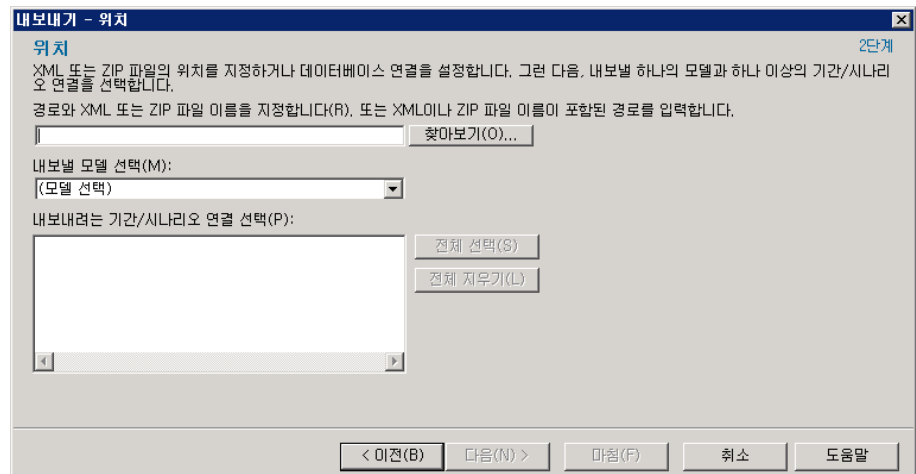 내보내기 - 위치
위치
2단계
XML 또는 ZIP 파일의 위치를 지정하거나 데이터베이스 연결을 설정합니다. 그런 다음, 내보낼 하나의 모델과 하나 이상의 기간/시나리
오 연결을 선택합니다.
경로와 XML 또는 ZIP 파일 이름을 지정합니다(R), 또는 XML이나 ZIP 파일 이름이 포함된 경로를 입력합니다.
찾아보기(O)...
내보낼 모델 선택(M):
(모델 선택)
내보내려는 기간/시나리오 연결 선택(P):
전체 선택(S)
전체 지우기(L)
< 이전(B)
다음(N) >
마침(F)
취소
도움말